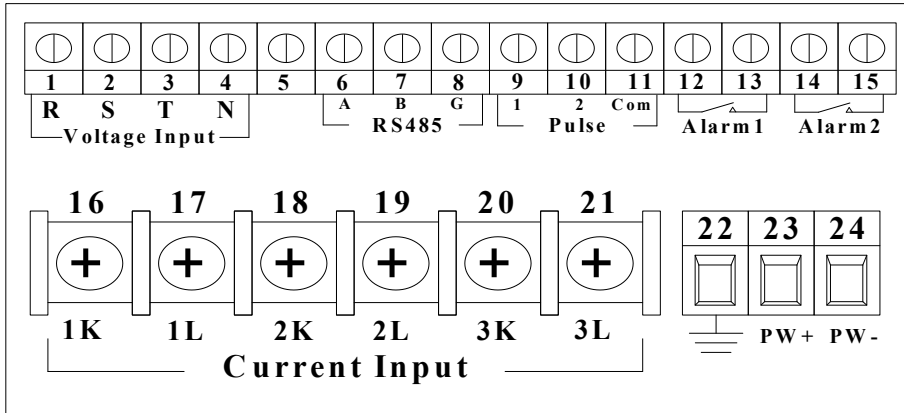 1 2 3 4 5 6 7 8 9 10 11 12 13 14 15
R S T N A B G 1 2 Com
Voltage Input RS485 Pulse Alarm1 Alarm2
16 17 18 19 20 21 22 23 24
1K 1L 2K 2L 3K 3L PW+ PW-
Current Input